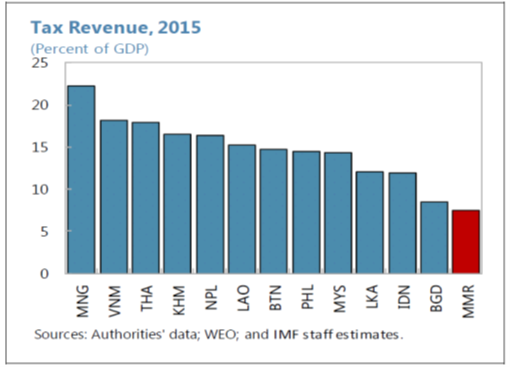 Tax Revenue, 2015
(Percent of GDP)
25
20
15
10
5
0
MNG VNM THA KHM NPL LAO BTN PHL MYS LKA IDN BGD MMR
Sources: Authorities' data; WEO; and IMF staff estimates.